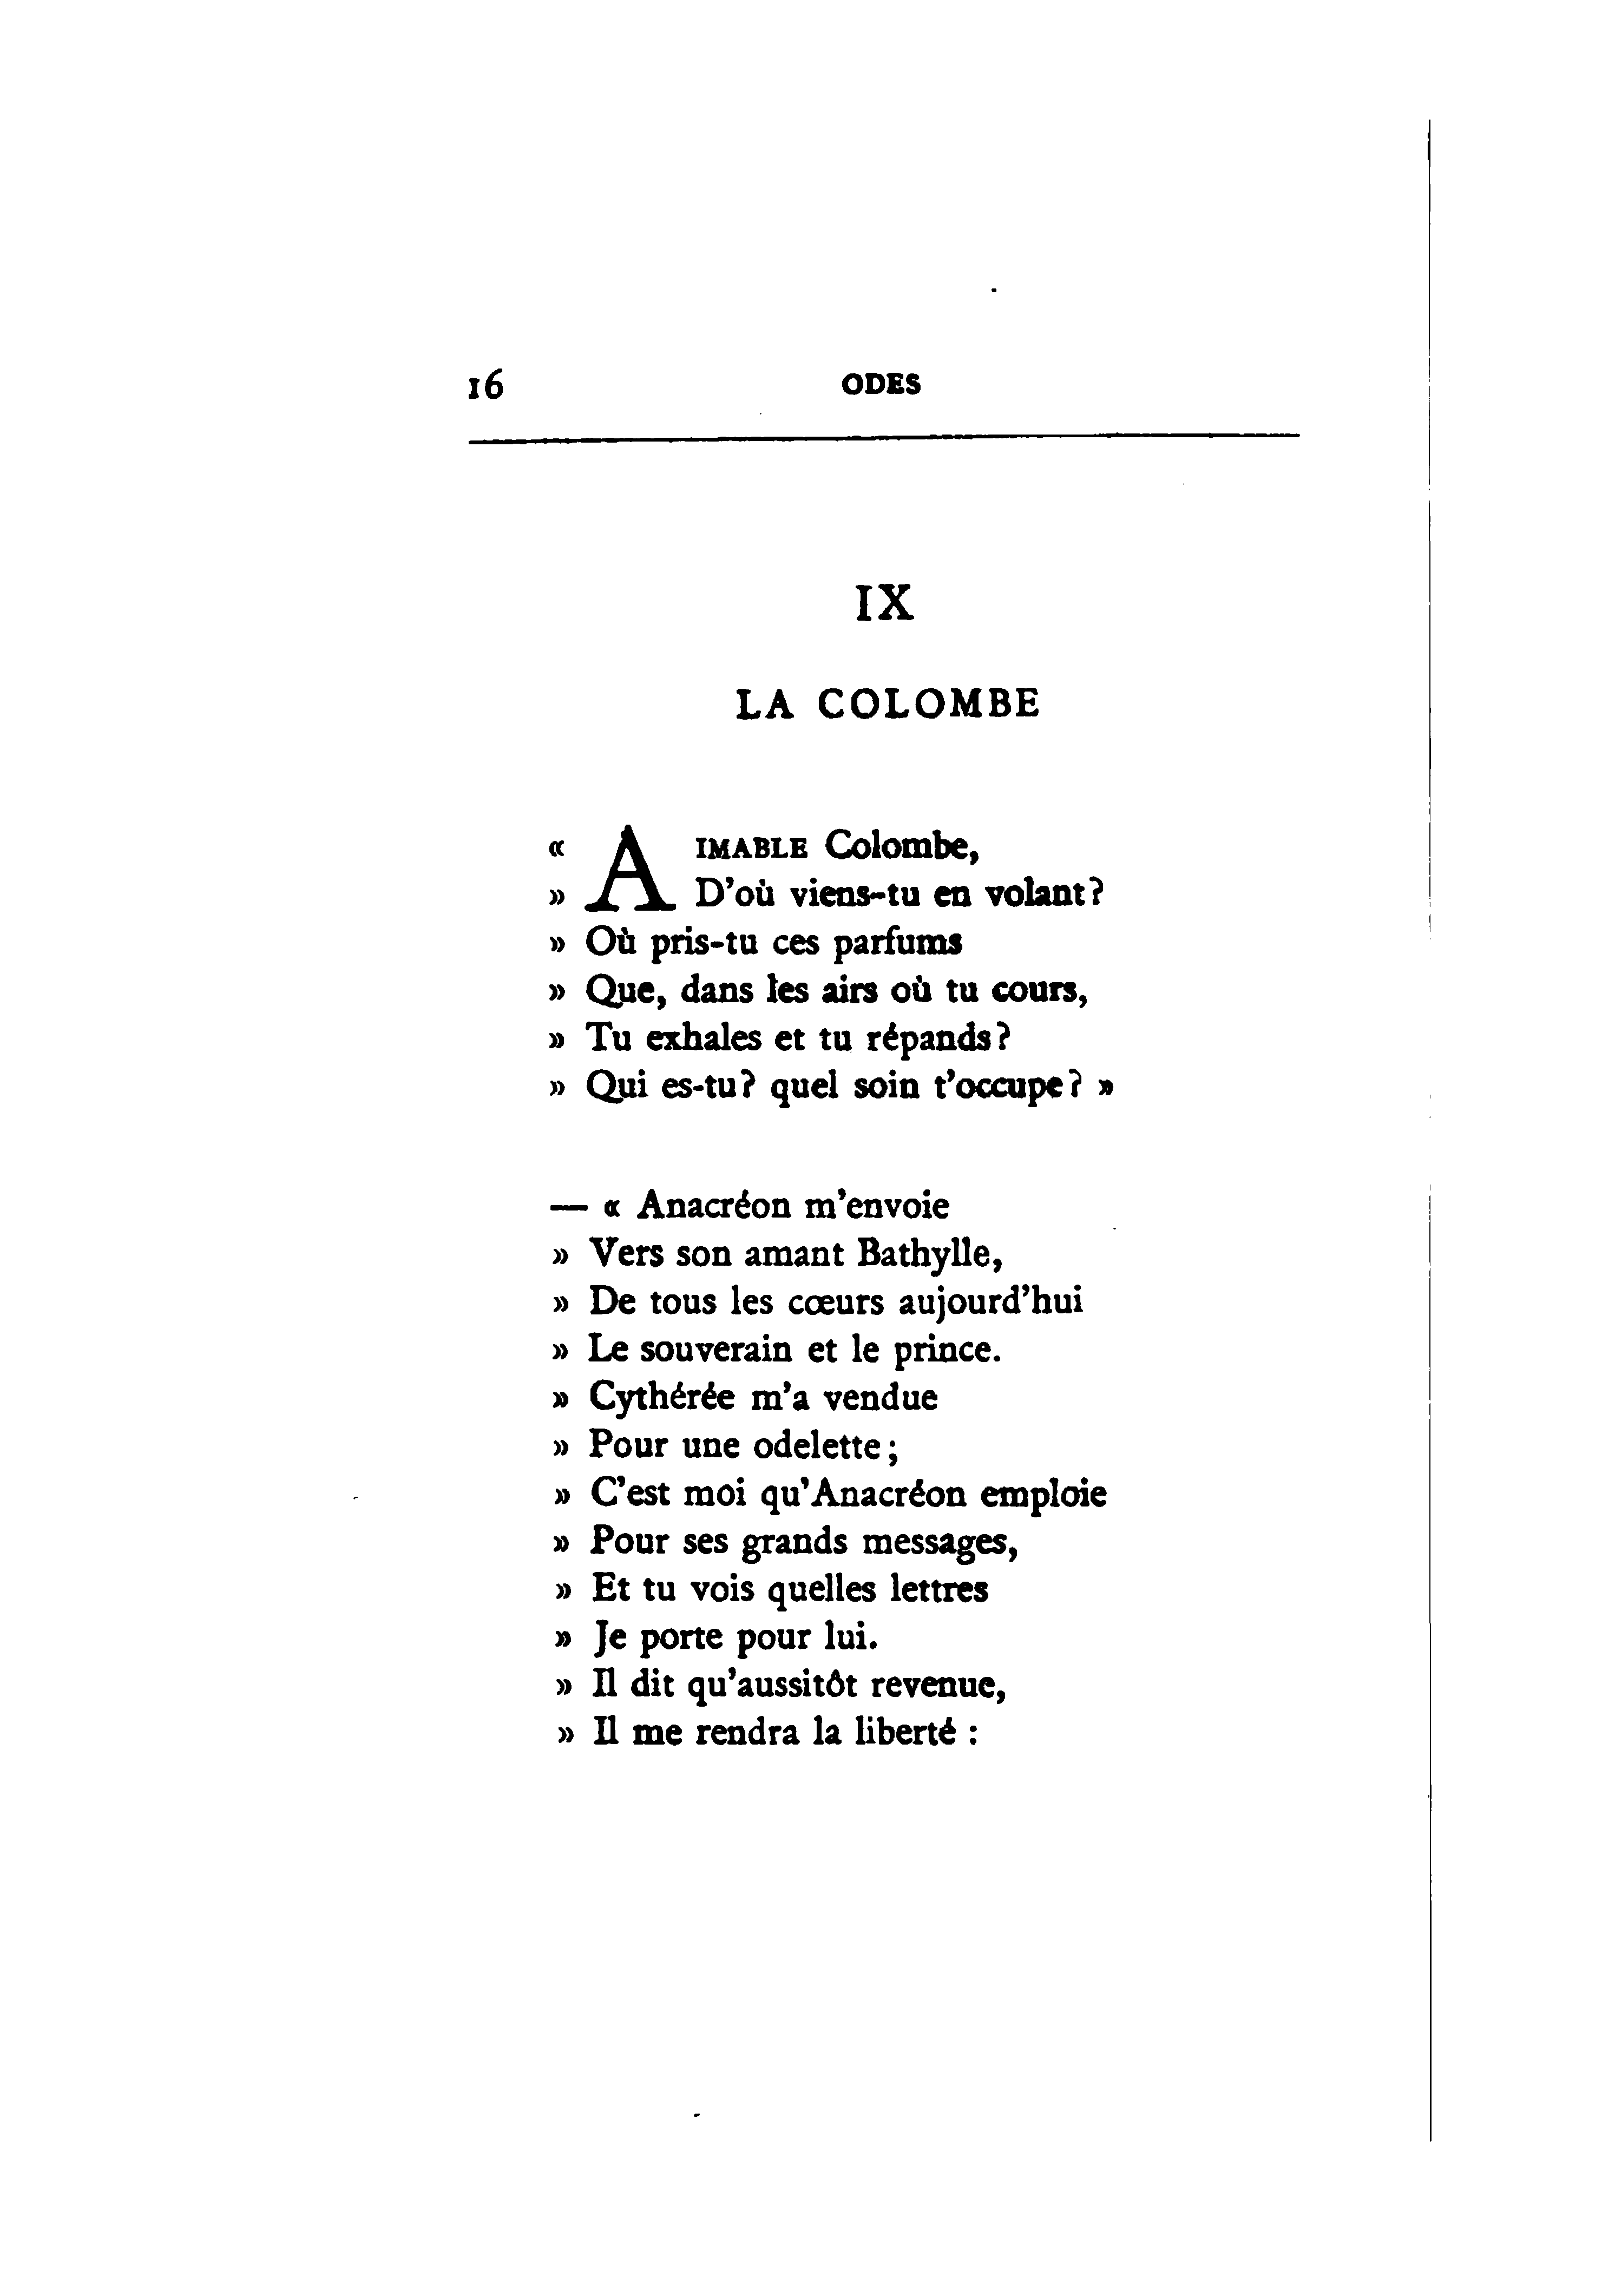 16 ODES
IX
LA COLOMBE
« AIMABLE Colombe,
» D'où viens-tu en volant?
» Où pris-tu ces parfums
» Que, dans les airs où tu cours,
» Tu exhales et tu répands?
» Qui es-tu? quel soin t'occupe? »
— « Anacréon m'envoie
» Vers son amant Bathylle,
» De tous les cœurs aujourd'hui
» Le souverain et le prince.
» Cythérée m'a vendue
» Pour une odelette;
» C'est moi qu'Anacréon emploie
» Pour ses grands messages,
» Et tu vois quelles lettres
» Je porte pour lui.
» Il dit qu'aussitôt revenue,
» Il me rendra la liberté :